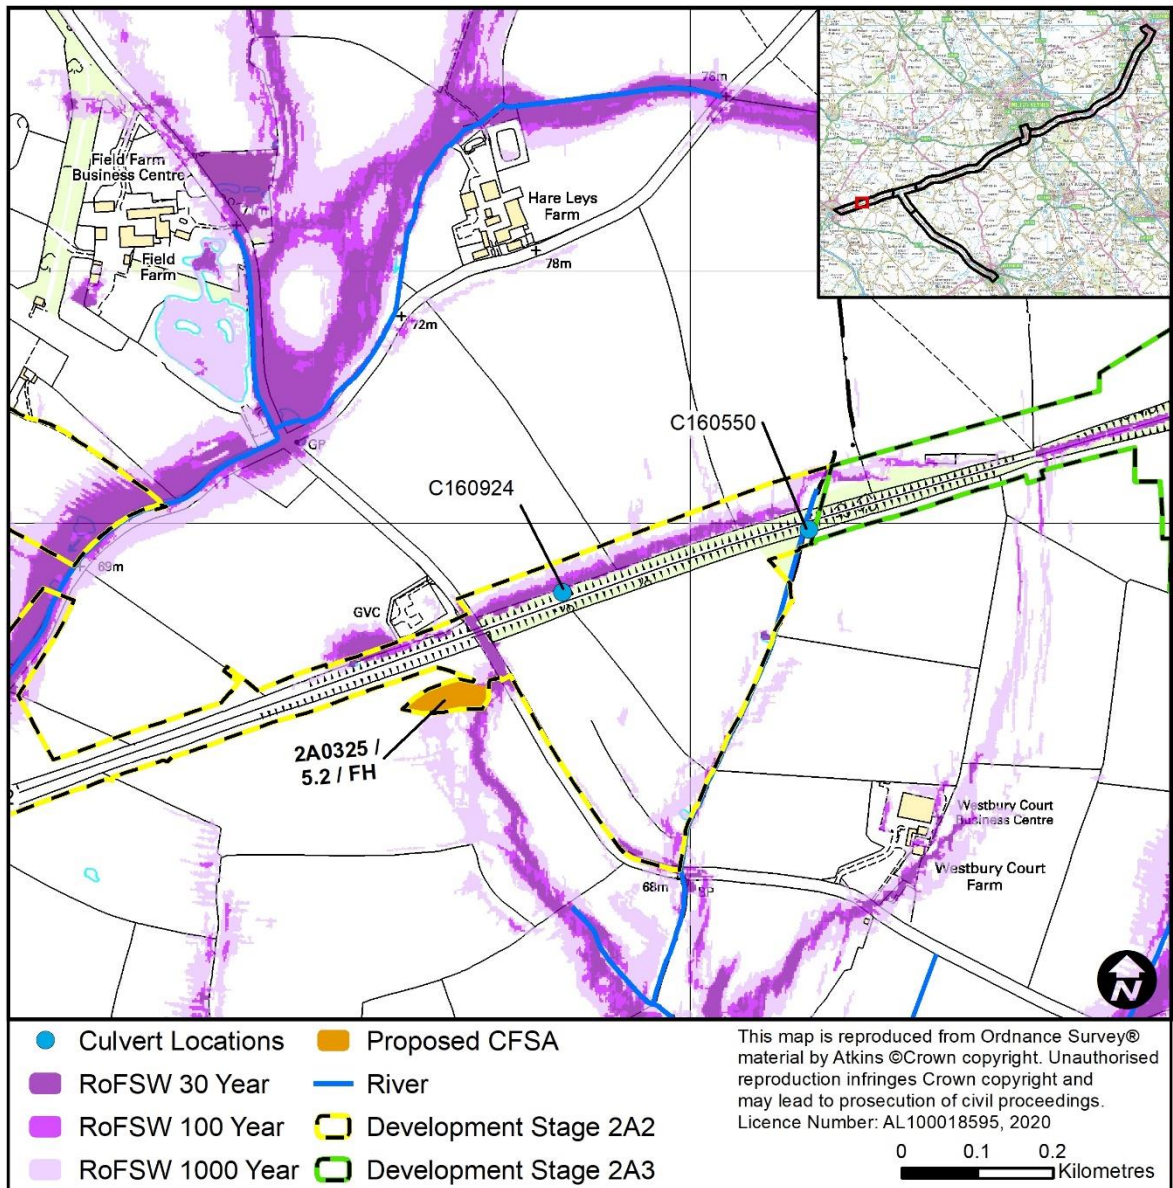 76m
Field Farm
Business Centre
Hare Leys
Farm
Field
Farm
78m
72m
C160550
GP
C160924
69m
GVC
2A0325 /
5.2 / FH
Westbury Court
Business Centre
Westbury Court
Farm
68m
N
Culvert Locations
RoFSW 30 Year
RoFSW 100 Year
RoFSW 1000 Year
Proposed CFSA
River
Development Stage 2A2
Development Stage 2A3
This map is reproduced from Ordnance Survey®
material by Atkins ©Crown copyright. Unauthorised
reproduction infringes Crown copyright and
may lead to prosecution of civil proceedings.
Licence Number: AL100018595, 2020
0 0.1 0.2
Kilometres